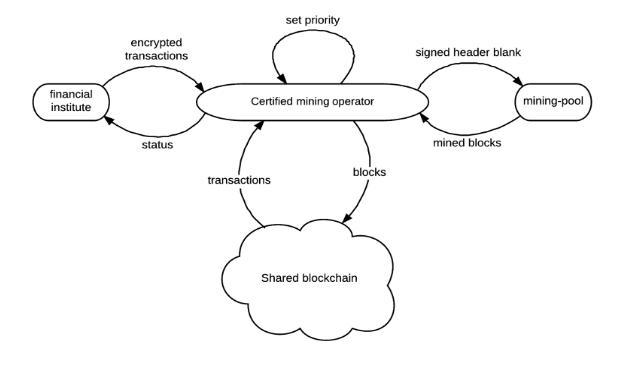 set priority
encrypted
transactions
signed header blank
financial
institute
Certified mining operator
mining-pool
status
mined blocks
transactions
blocks
Shared blockchain